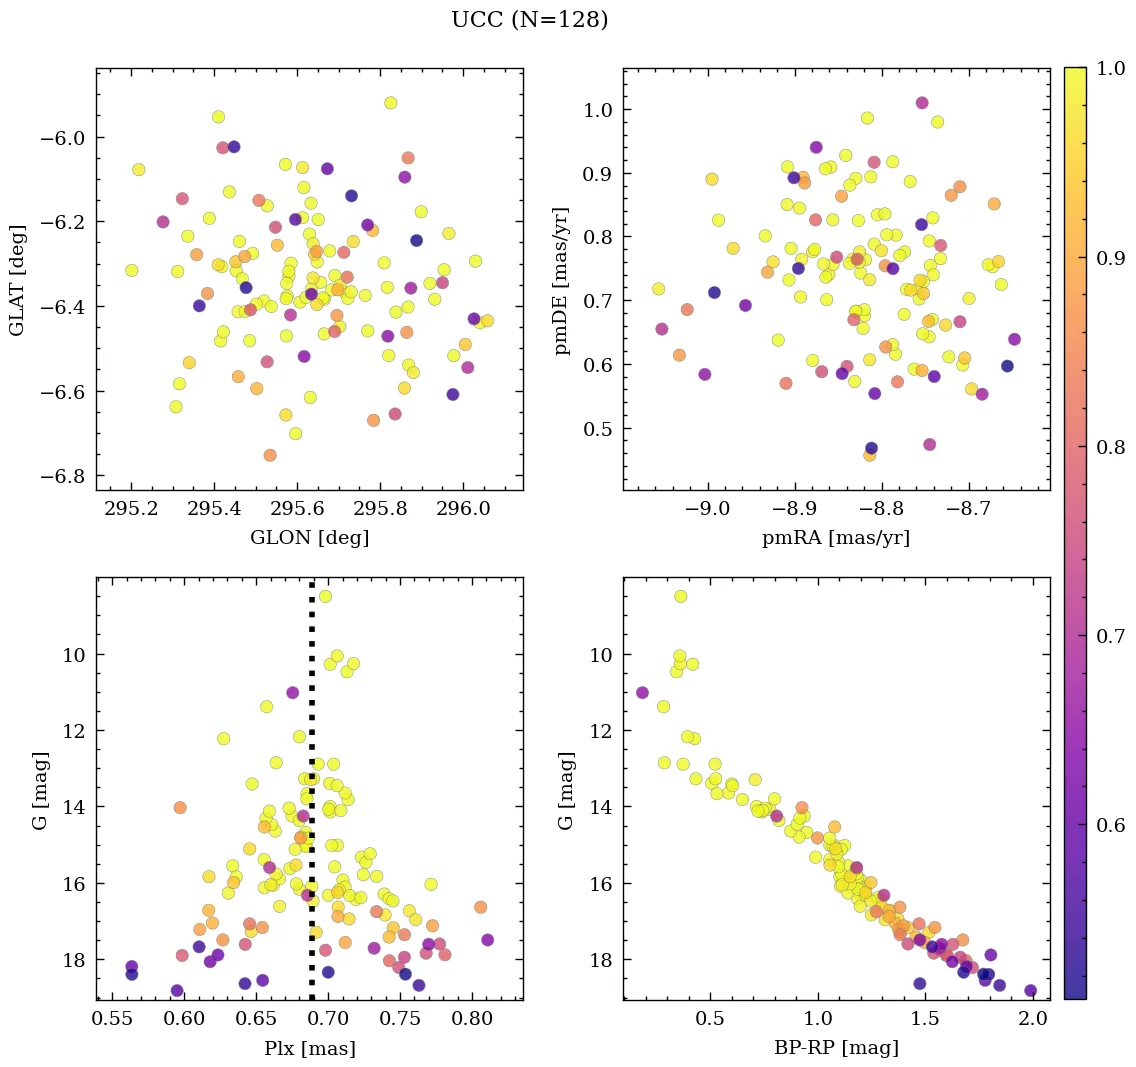 UCC (N=128)
−6.0
−6.2
−6.4
−6.6
−6.8
GLAT [deg]
295.2 295.4 295.6 295.8 296.0
GLON [deg]
1.0
0.9
0.8
0.7
0.6
0.5
pmDE [mas/yr]
−9.0 −8.9 −8.8 −8.7
pmRA [mas/yr]
1.0
0.9
0.8
0.7
0.6
10
12
14
16
18
G [mag]
0.55 0.60 0.65 0.70 0.75 0.80
Plx [mas]
10
12
14
16
18
G [mag]
0.5 1.0 1.5 2.0
BP-RP [mag]